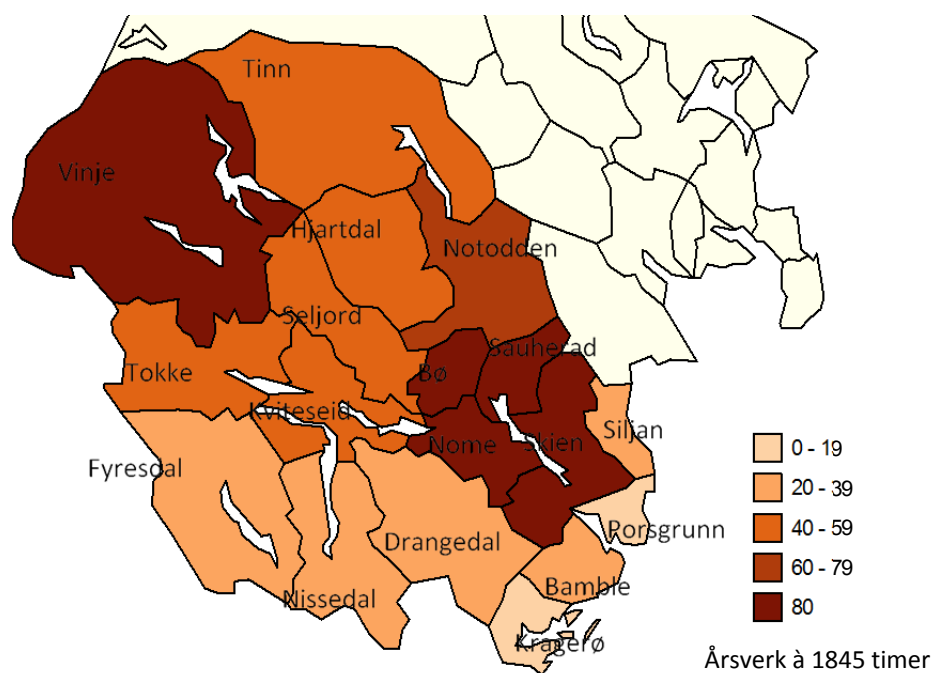 Tinn
Vinje
Hjartdal
Notodden
Seljord
Sauherad
Tokke
Bø
Kviteseid
Siljan
Nome
Skien
Fyresdal
Porsgrunn
Drangedal
Bamble
Nissedal
Kragerø
0 - 19
20 - 39
40 - 59
60 - 79
80
Årsverk à 1845 timer